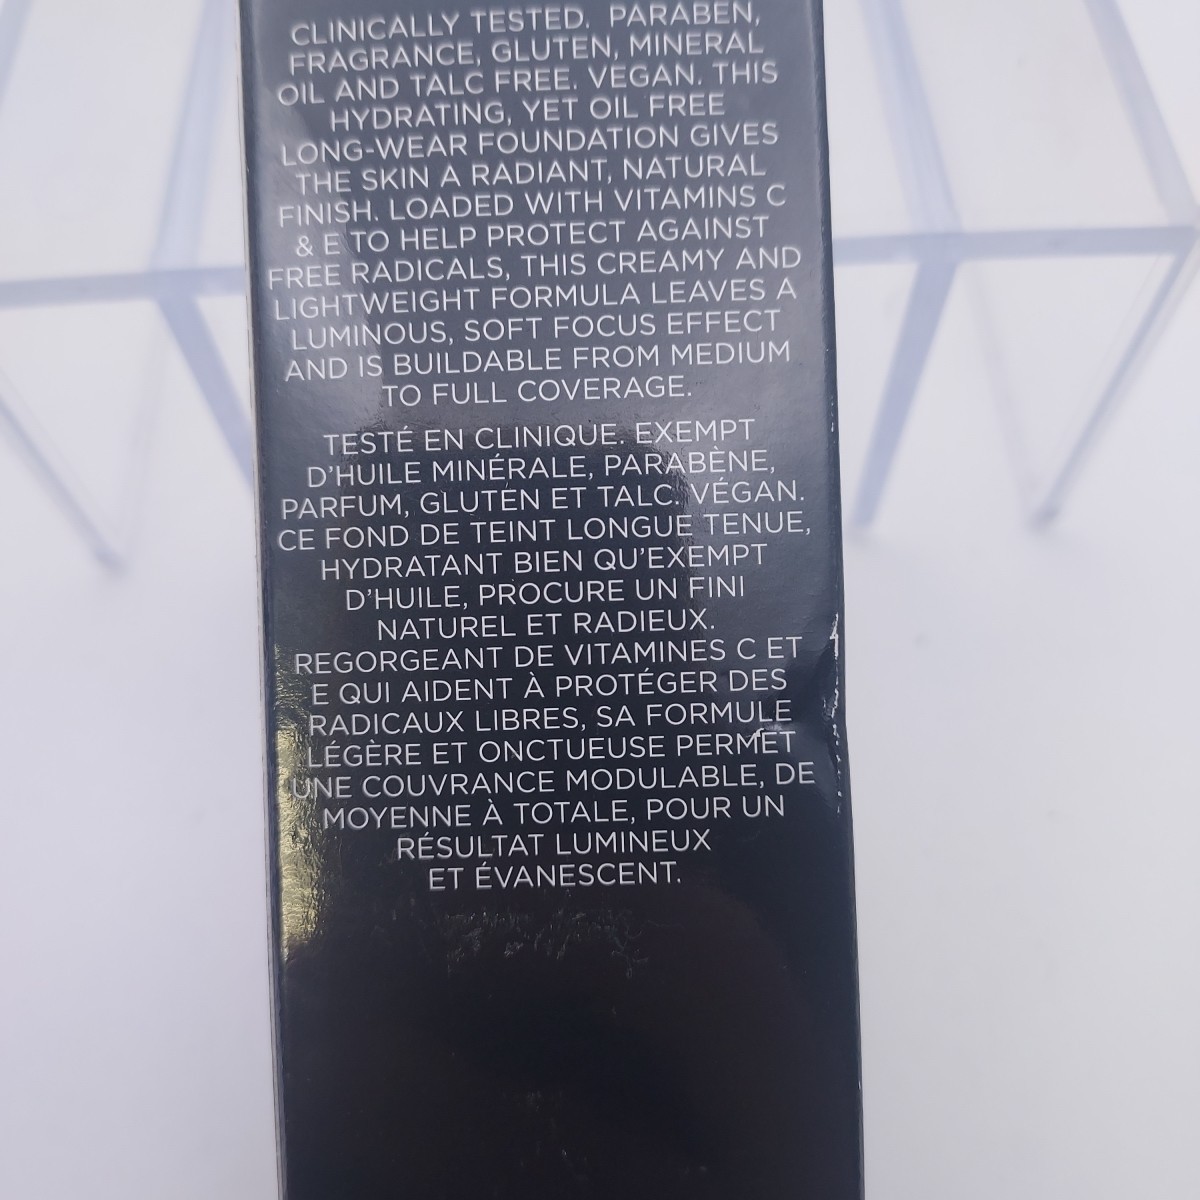 CLINICALLY TESTED. PARABEN,
FRAGRANCE, GLUTEN, MINERAL
OIL AND TALC FREE. VEGAN. THIS
HYDRATING, YET OIL FREE
LONG-WEAR FOUNDATION GIVES
THE SKIN A RADIANT, NATURAL
FINISH. LOADED WITH VITAMINS C
& E TO HELP PROTECT AGAINST
FREE RADICALS, THIS CREAMY AND
LIGHTWEIGHT FORMULA LEAVES A
LUMINOUS, SOFT FOCUS EFFECT
AND IS BUILDABLE FROM MEDIUM
TO FULL COVERAGE.
TESTÉ EN CLINIQUE. EXEMPT
D'HUILE MINÉRALE, PARABÈNE,
PARFUM, GLUTEN ET TALC. VÉGAN.
CE FOND DE TEINT LONGUE TENUE,
HYDRATANT BIEN QU'EXEMPT
D'HUILE, PROCURE UN FINI
NATUREL ET RADIEUX.
REGORGEANT DE VITAMINES C ET
E QUI AIDENT À PROTÉGER DES
RADICAUX LIBRES, SA FORMULE
LÉGÈRE ET ONCTUEUSE PERMET
UNE COUVRANCE MODULABLE, DE
MOYENNE À TOTALE, POUR UN
RÉSULTAT LUMINEUX
ET ÉVANESCENT.